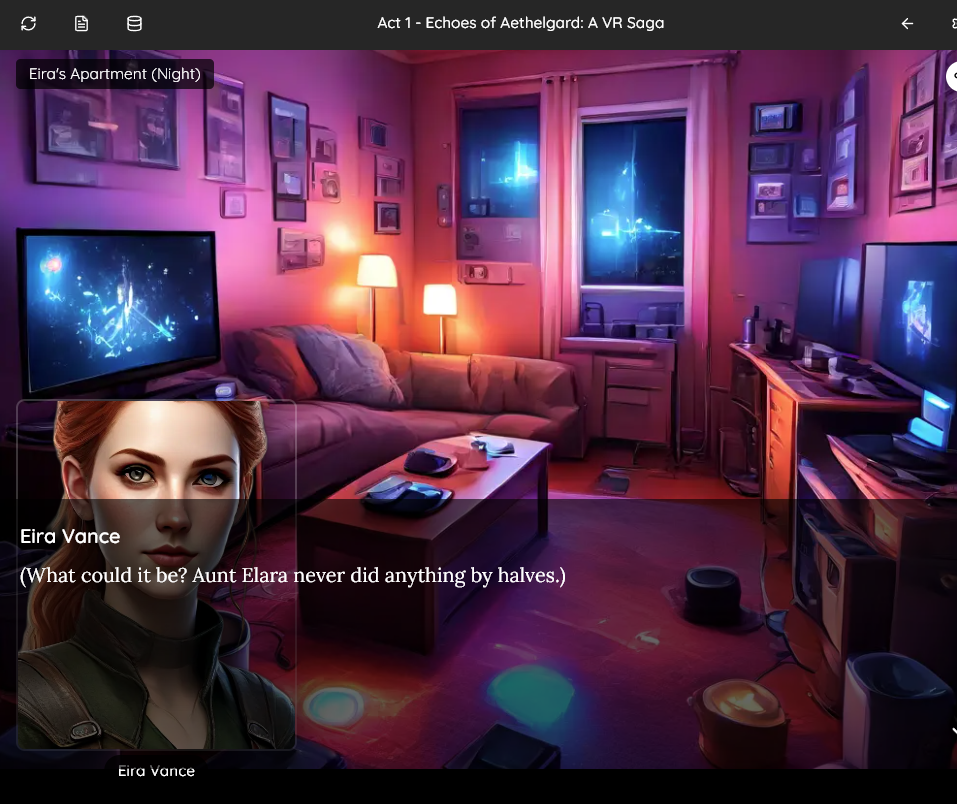 Act 1 - Echoes of Aethelgard: A VR Saga
Eira's Apartment (Night)
Eira Vance
(What could it be? Aunt Elara never did anything by halves.)
Eira Vance